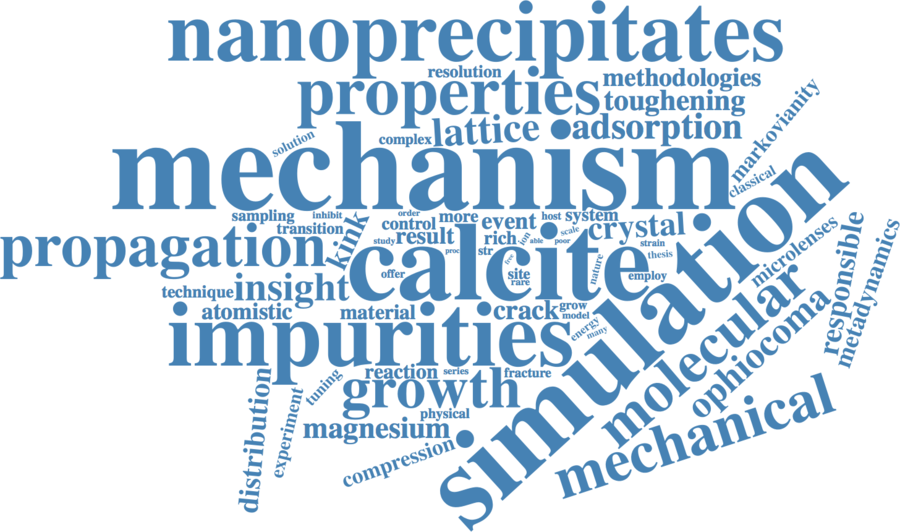 nanoprecipitates
resolution
properties
methodologies
toughening
markovianity
solution
complex
lattice
●adsorption
mechanism
classical
sampling
inhibit
order
more
host
system
transition
control
event
crystal
kink
propagation
study
result
rich
ion
able
scale
poor
strain
proc
str
free
thesis
calcite
simulation
offer
site
rare
nature
employ
microlenses
responsible
metadynamics
technique
insight
atomistic
material
crack
grow
model
energy
many
impurities
molecular
ophiocoma
distribution
experiment
tuning
reaction
series
fracture
growth
physical
magnesium
compression
mechanical